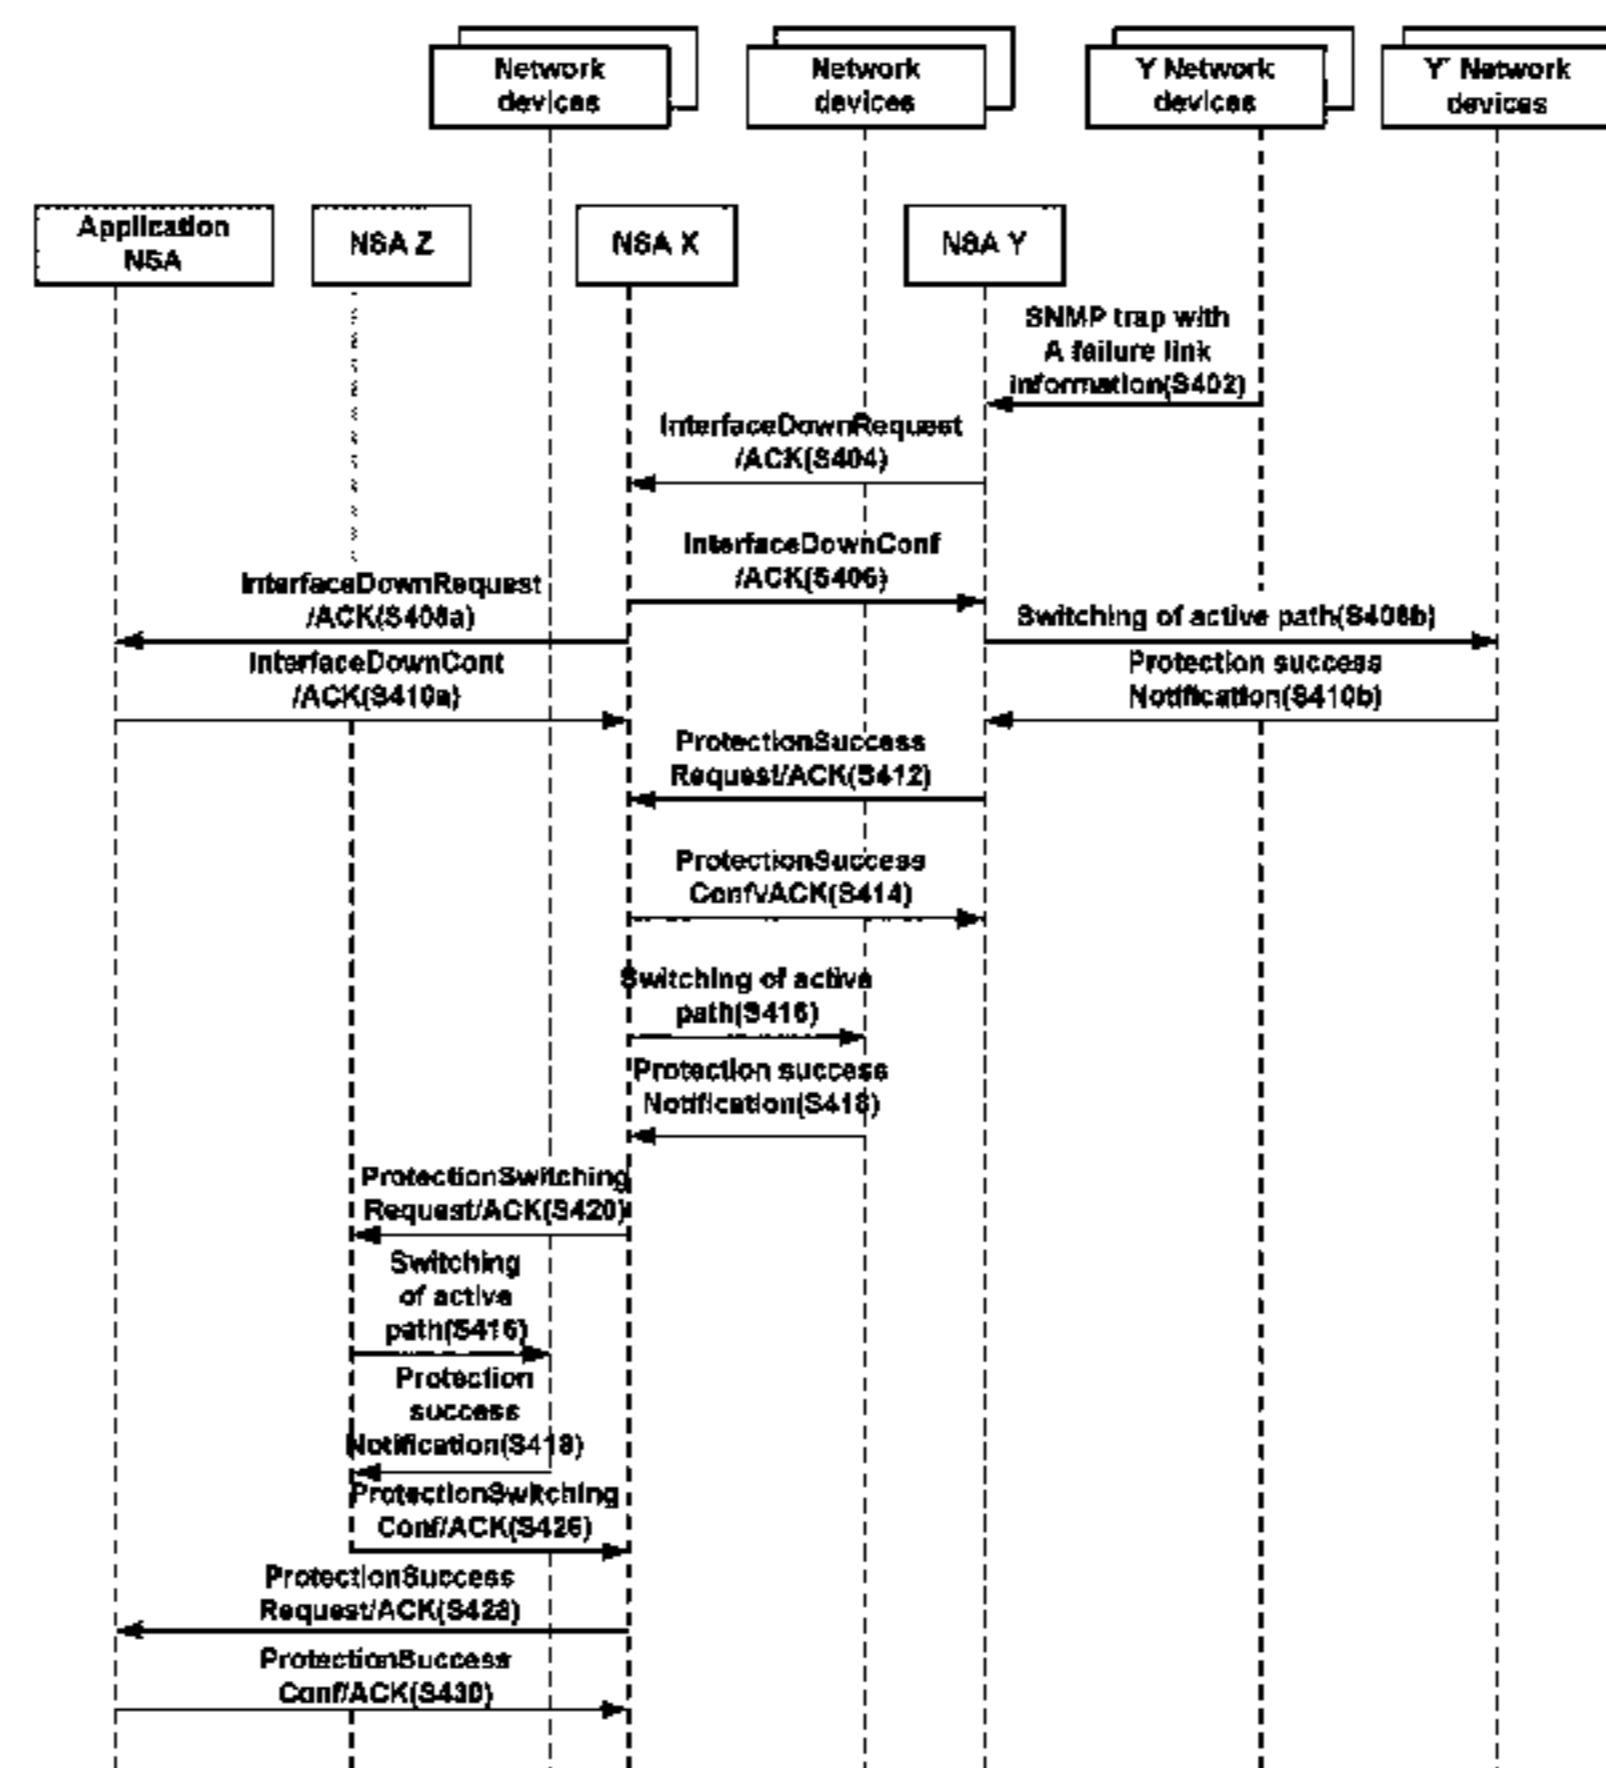 Network
devices
Network
devices
Y Network
devices
Y' Network
devices
Application
NSA
NSA Z
NSA X
NSA Y
SNMP trap with
A failure link
information(S402)
InterfaceDownRequest
/ACK(S404)
InterfaceDownConf
/ACK(S406)
InterfaceDownRequest
/ACK(S408a)
Switching of active path(S408b)
InterfaceDownCont
/ACK(S410a)
Protection success
Notification(S410b)
ProtectionSuccess
Request/ACK(S412)
ProtectionSuccess
Conf/ACK(S414)
Switching of active
path(S416)
Protection success
Notification(S418)
ProtectionSwitching
Request/ACK(S420)
Switching
of active
path(S416)
Protection
success
Notification(S418)
ProtectionSwitching
Conf/ACK(S426)
ProtectionSuccess
Request/ACK(S428)
ProtectionSuccess
Conf/ACK(S430)